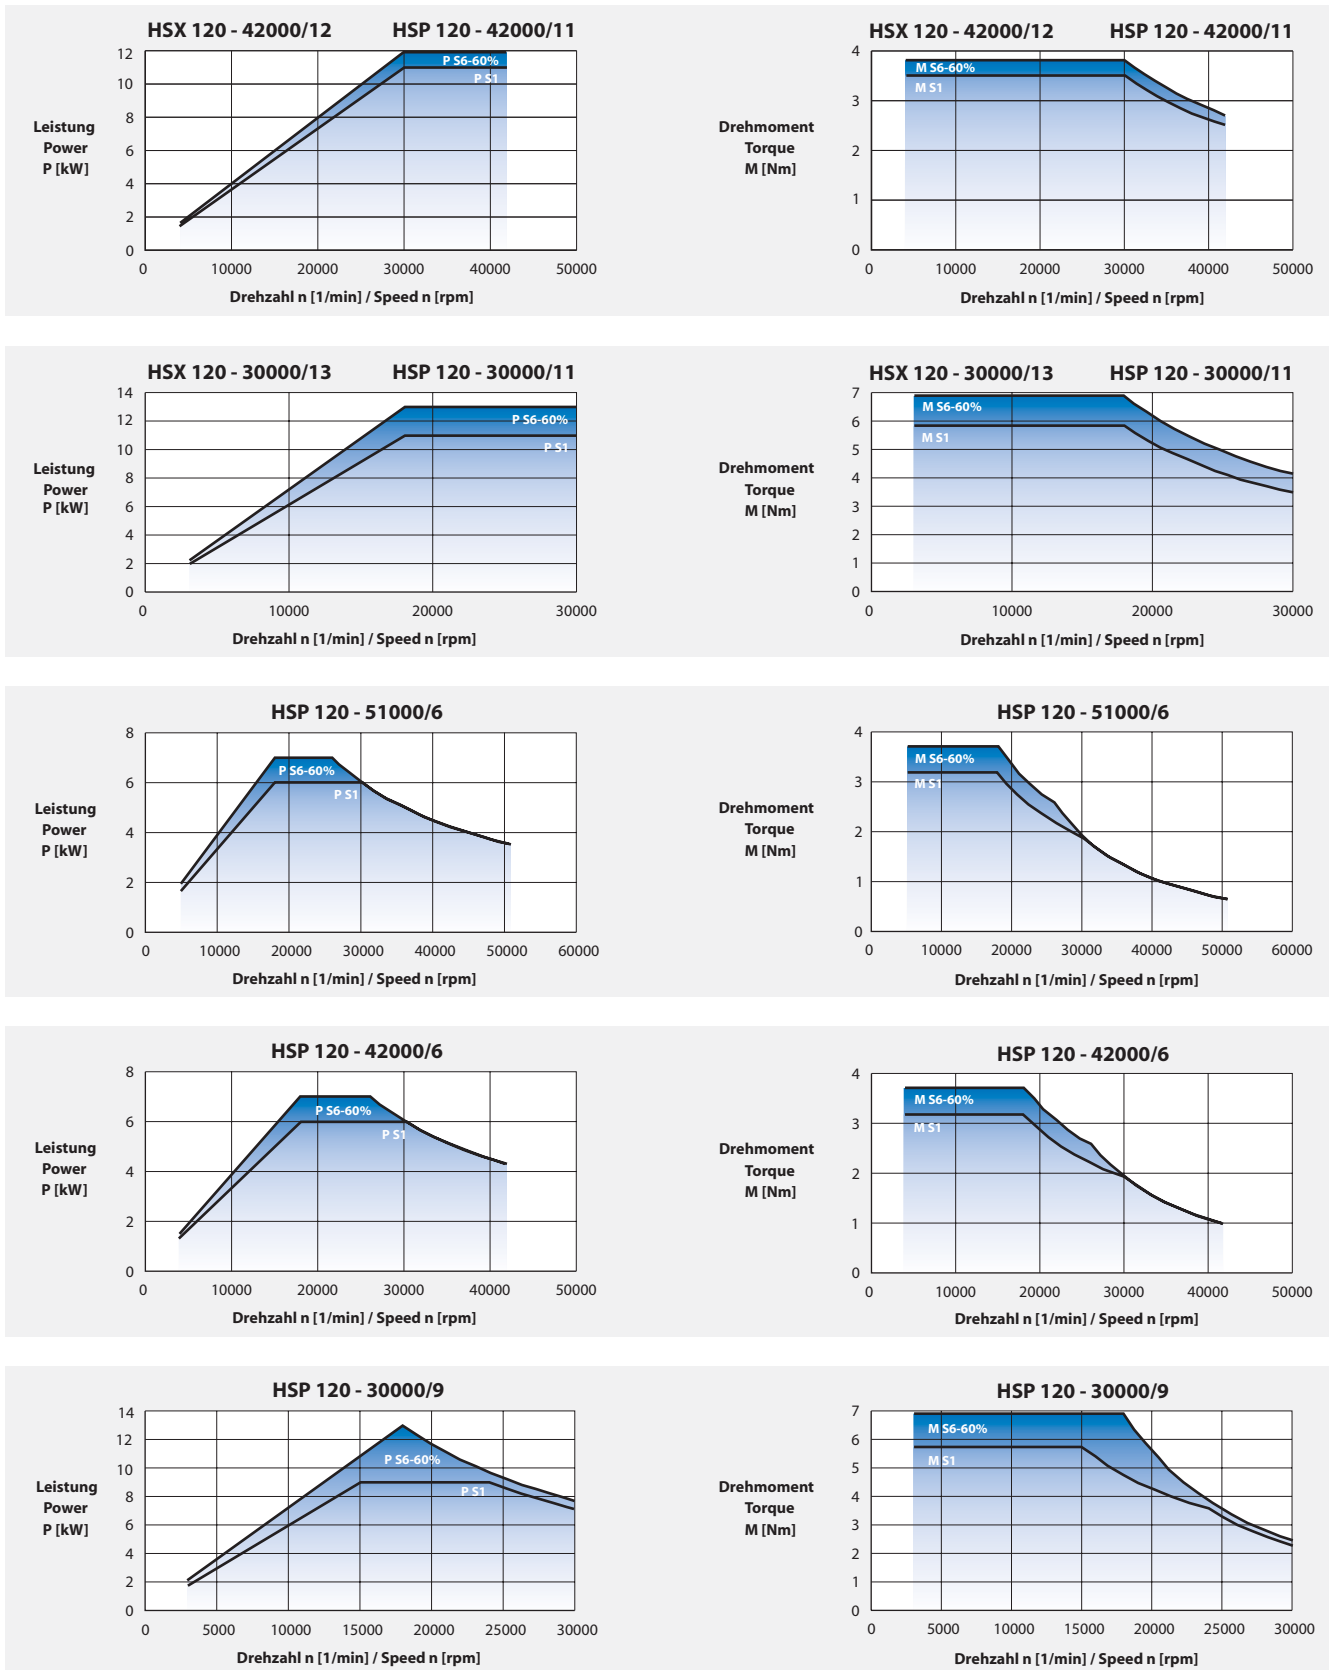 HSX 120 - 42000/12 HSP 120 - 42000/11
12
10
8
6
4
2
0
Leistung
Power
P [kW]
P S6-60%
P S1
0 10000 20000 30000 40000 50000
Drehzahl n [1/min] / Speed n [rpm]
HSX 120 - 42000/12 HSP 120 - 42000/11
4
3
2
1
0
Drehmoment
Torque
M [Nm]
M S6-60%
M S1
0 10000 20000 30000 40000 50000
Drehzahl n [1/min] / Speed n [rpm]
HSX 120 - 30000/13 HSP 120 - 30000/11
14
12
10
8
6
4
2
0
Leistung
Power
P [kW]
P S6-60%
P S1
0 10000 20000 30000
Drehzahl n [1/min] / Speed n [rpm]
HSX 120 - 30000/13 HSP 120 - 30000/11
7
6
5
4
3
2
1
0
Drehmoment
Torque
M [Nm]
M S6-60%
M S1
0 10000 20000 30000
Drehzahl n [1/min] / Speed n [rpm]
HSP 120 - 51000/6
8
6
4
2
0
Leistung
Power
P [kW]
P S6-60%
P S1
0 10000 20000 30000 40000 50000 60000
Drehzahl n [1/min] / Speed n [rpm]
HSP 120 - 51000/6
4
3
2
1
0
Drehmoment
Torque
M [Nm]
M S6-60%
M S1
0 10000 20000 30000 40000 50000 60000
Drehzahl n [1/min] / Speed n [rpm]
HSP 120 - 42000/6
8
6
4
2
0
Leistung
Power
P [kW]
P S6-60%
P S1
0 10000 20000 30000 40000 50000
Drehzahl n [1/min] / Speed n [rpm]
HSP 120 - 42000/6
4
3
2
1
0
Drehmoment
Torque
M [Nm]
M S6-60%
M S1
0 10000 20000 30000 40000 50000
Drehzahl n [1/min] / Speed n [rpm]
HSP 120 - 30000/9
14
12
10
8
6
4
2
0
Leistung
Power
P [kW]
P S6-60%
P S1
0 5000 10000 15000 20000 25000 30000
Drehzahl n [1/min] / Speed n [rpm]
HSP 120 - 30000/9
7
6
5
4
3
2
1
0
Drehmoment
Torque
M [Nm]
M S6-60%
M S1
0 5000 10000 15000 20000 25000 30000
Drehzahl n [1/min] / Speed n [rpm]